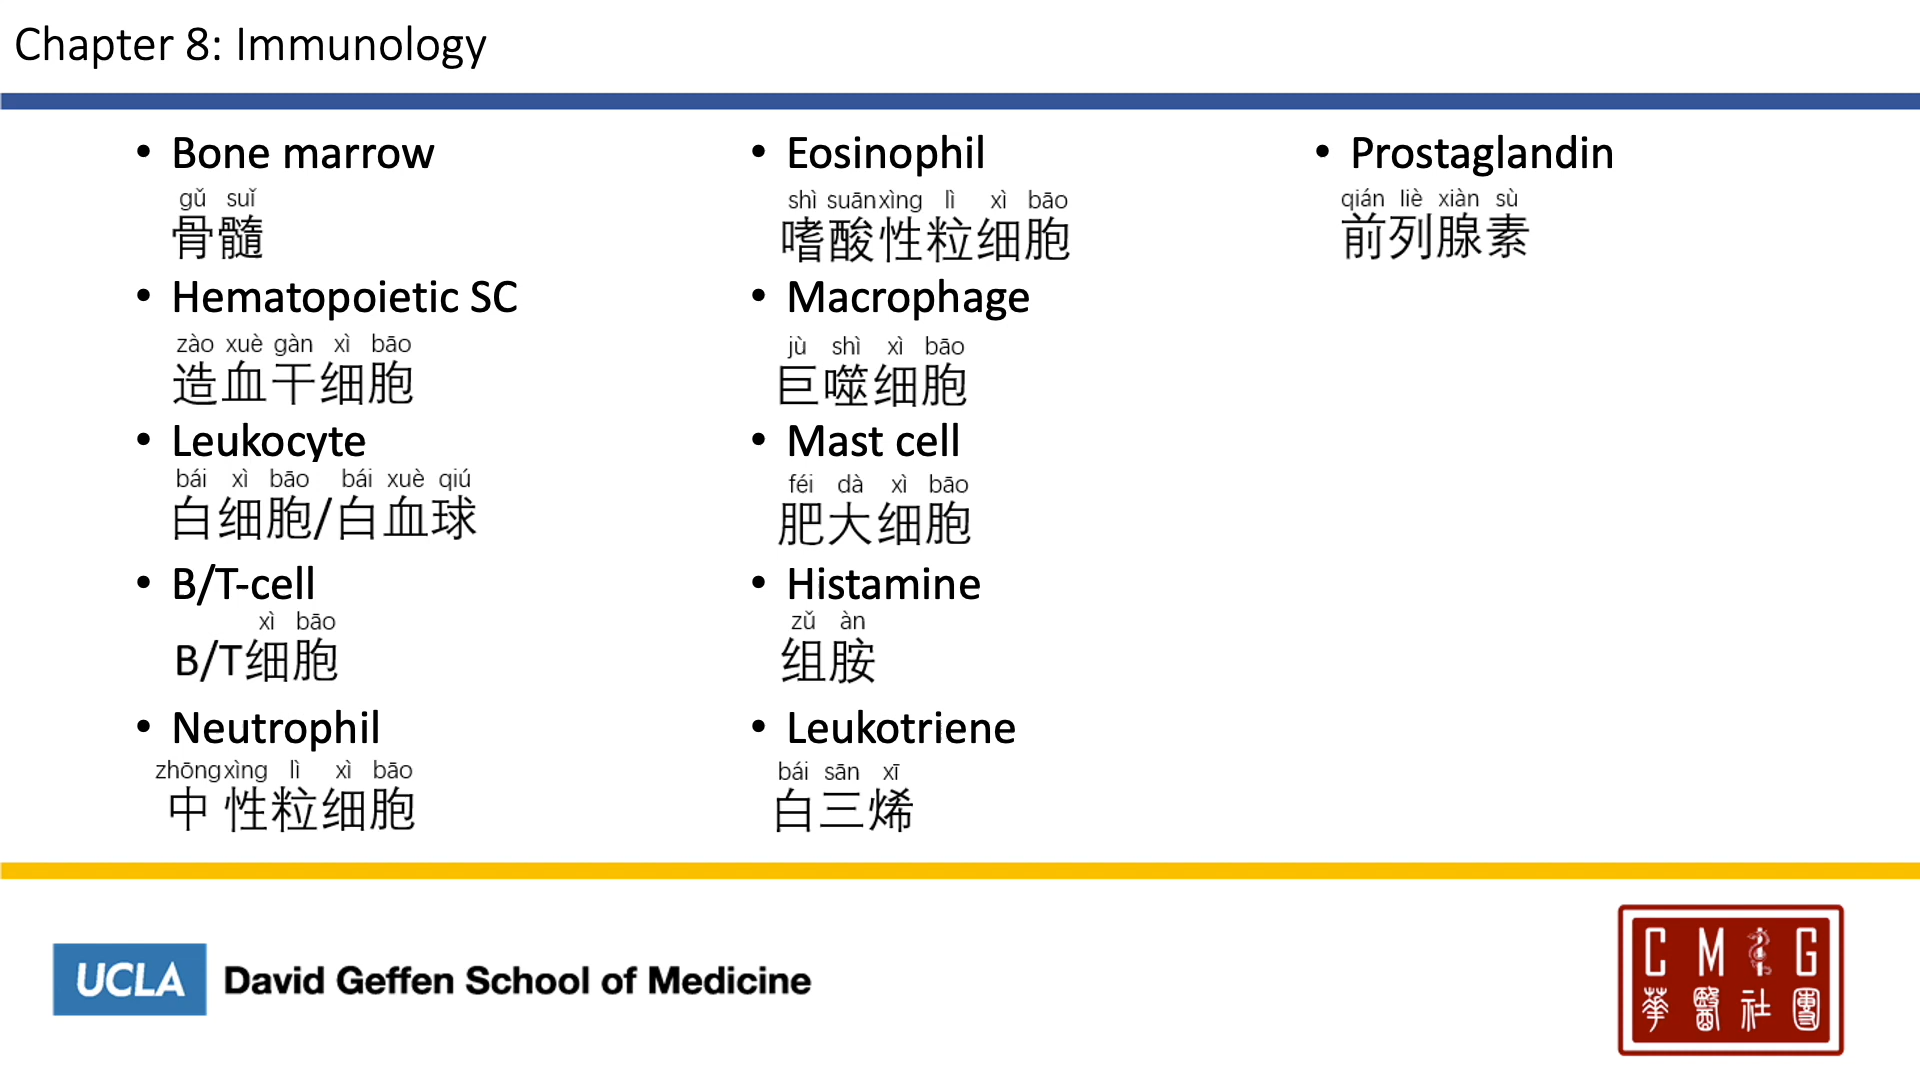 Chapter 8: Immunology
• Bone marrow
gǔ suǐ
骨髓
• Hematopoietic SC
zào xuè gàn xì bāo
造血干细胞
• Leukocyte
bái xì bāo bái xuè qiú
白细胞/白血球
• B/T-cell
xì bāo
B/T细胞
• Neutrophil
zhōng xìng lì xì bāo
中性粒细胞
• Eosinophil
shì suān xìng lì xì bāo
嗜酸性粒细胞
• Macrophage
jù shì xì bāo
巨噬细胞
• Mast cell
féi dà xì bāo
肥大细胞
• Histamine
zǔ àn
组胺
• Leukotriene
bái sān xī
白三烯
• Prostaglandin
qián liè xiàn sù
前列腺素
UCLA David Geffen School of Medicine
CMIG
華醫社團